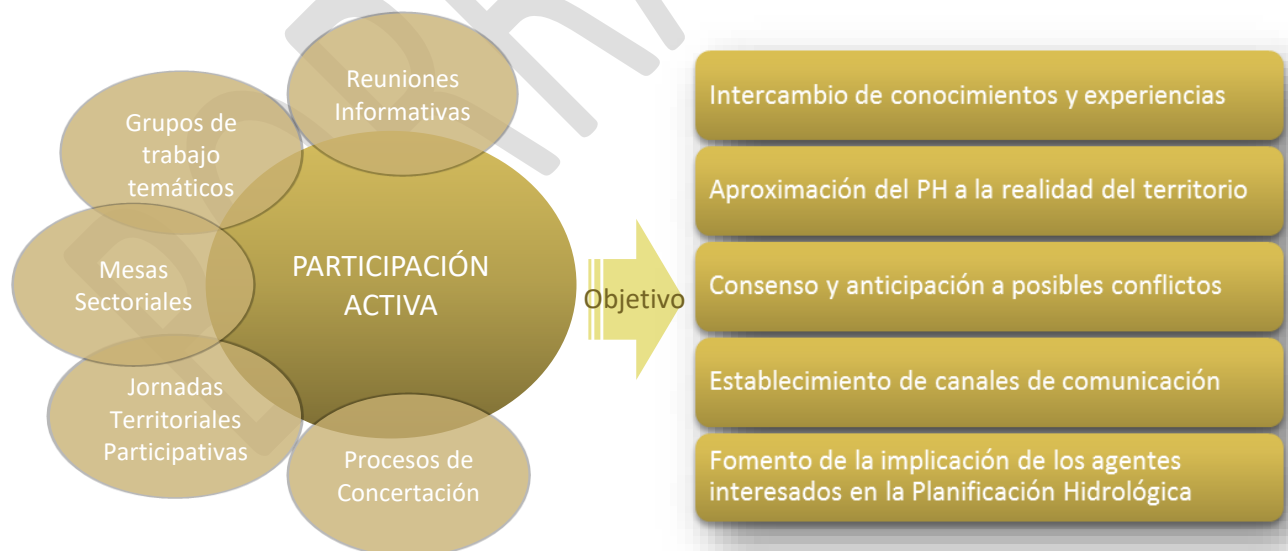 Reuniones
Informativas
Grupos de
trabajo
temáticos
Mesas
Sectoriales
Jornadas
Territoriales
Participativas
Procesos de
Concertación
PARTICIPACIÓN
ACTIVA
Objetivo
Intercambio de conocimientos y experiencias
Aproximación del PH a la realidad del territorio
Consenso y anticipación a posibles conflictos
Establecimiento de canales de comunicación
Fomento de la implicación de los agentes
interesados en la Planificación Hidrológica